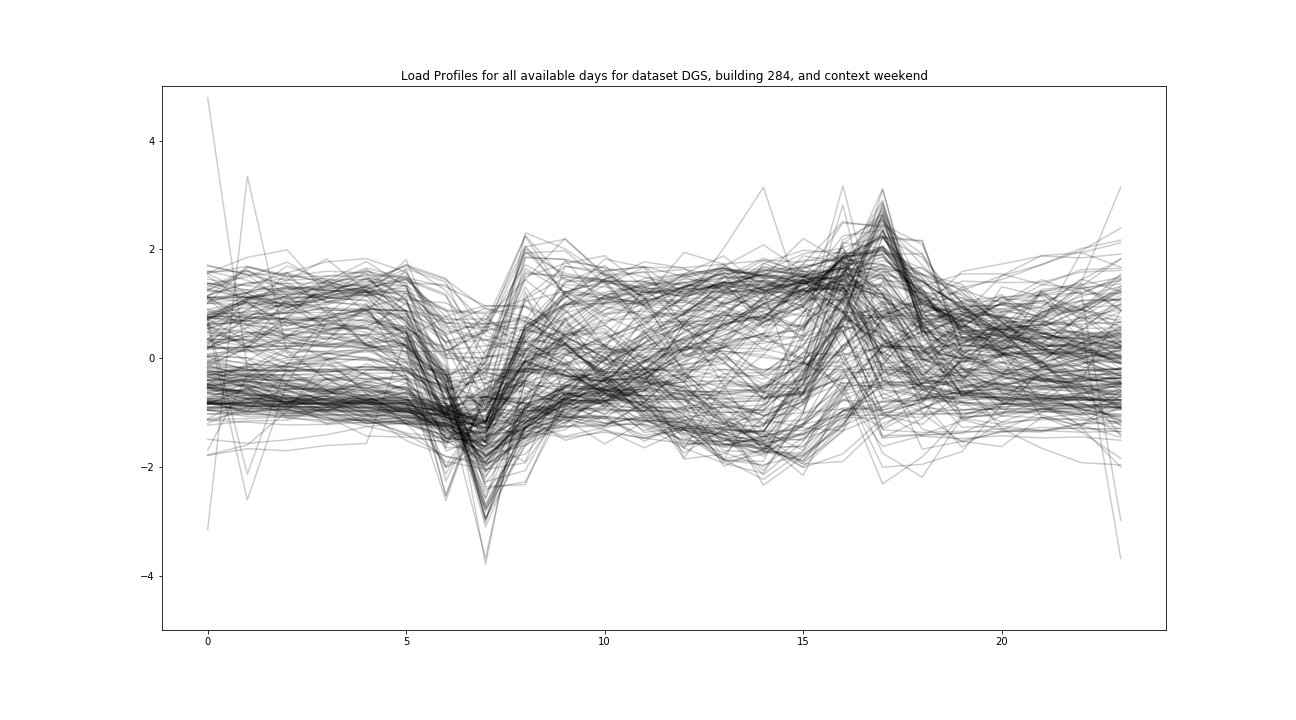 Load Profiles for all available days for dataset DGS, building 284, and context weekend
4
2
0
−2
−4
0 5 10 15 20